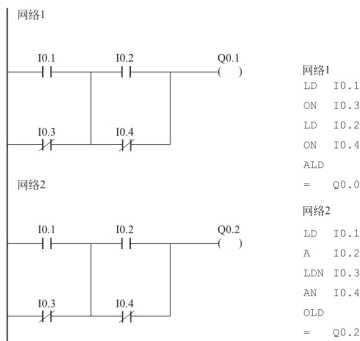 网络1
I0.1 I0.2 Q0.1
( )
I0.3 I0.4
网络2
I0.1 I0.2 Q0.2
( )
I0.3 I0.4
网络1
LD I0.1
ON I0.3
LD I0.2
ON I0.4
ALD
= Q0.0
网络2
LD I0.1
A I0.2
LDN I0.3
AN I0.4
OLD
= Q0.2